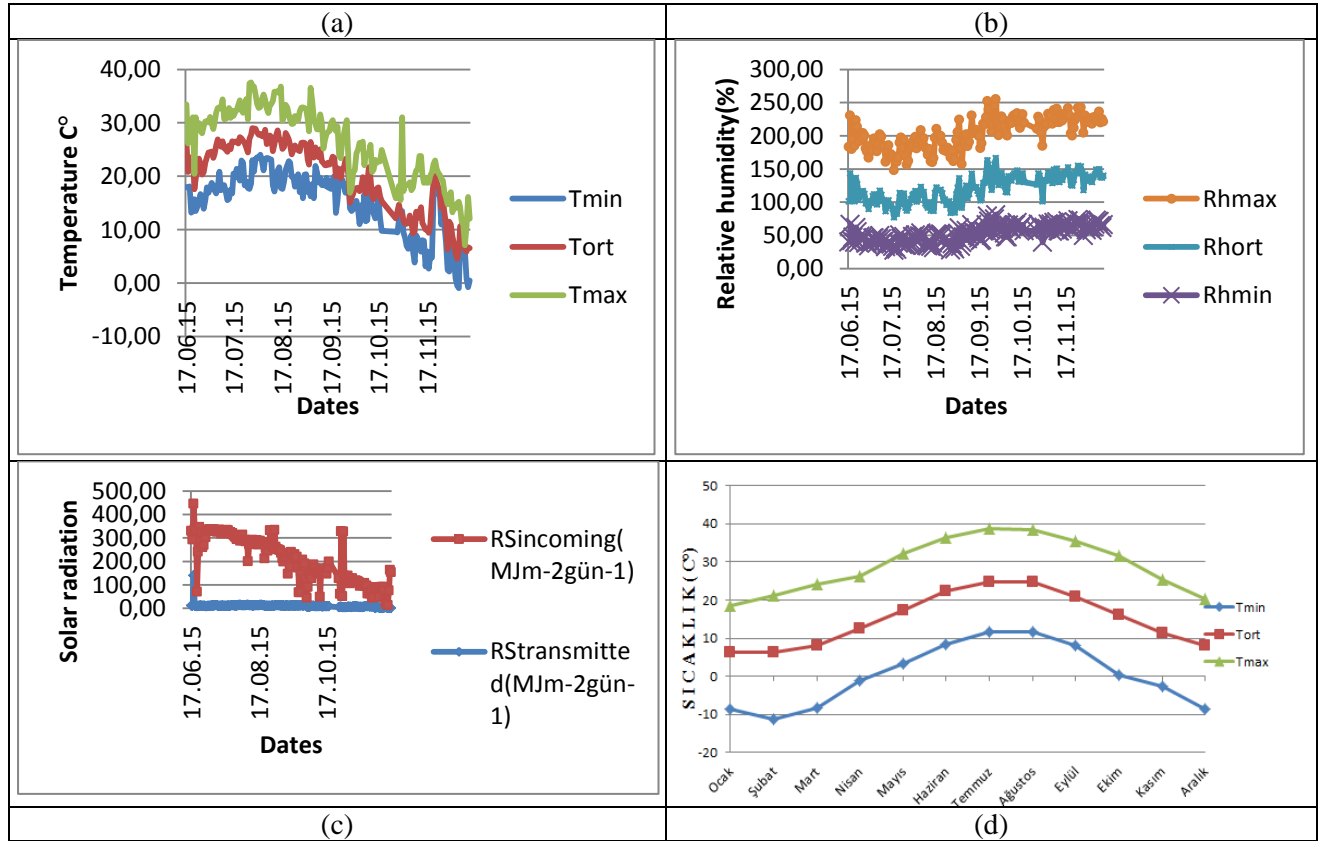 (a)
(b)
Temperature C°
40,00
30,00
20,00
10,00
0,00
-10,00
17.06.15
17.07.15
17.08.15
17.09.15
17.10.15
17.11.15
Dates
Tmin
Tort
Tmax
Relative humidity(%)
300,00
250,00
200,00
150,00
100,00
50,00
0,00
17.06.15
17.07.15
17.08.15
17.09.15
17.10.15
17.11.15
Dates
Rhmax
Rhort
Rhmin
Solar radiation
500,00
400,00
300,00
200,00
100,00
0,00
17.06.15
17.08.15
17.10.15
Dates
RSincoming(
MJm-2gün-1)
RStransmitte
d(MJm-2gün-
1)
SICAKLIK(C°)
50
40
30
20
10
0
-10
-20
Ocak
Şubat
Mart
Nisan
Mayıs
Haziran
Temmuz
Ağustos
Eylül
Ekim
Kasım
Aralık
Tmin
Tort
Tmax
(c)
(d)